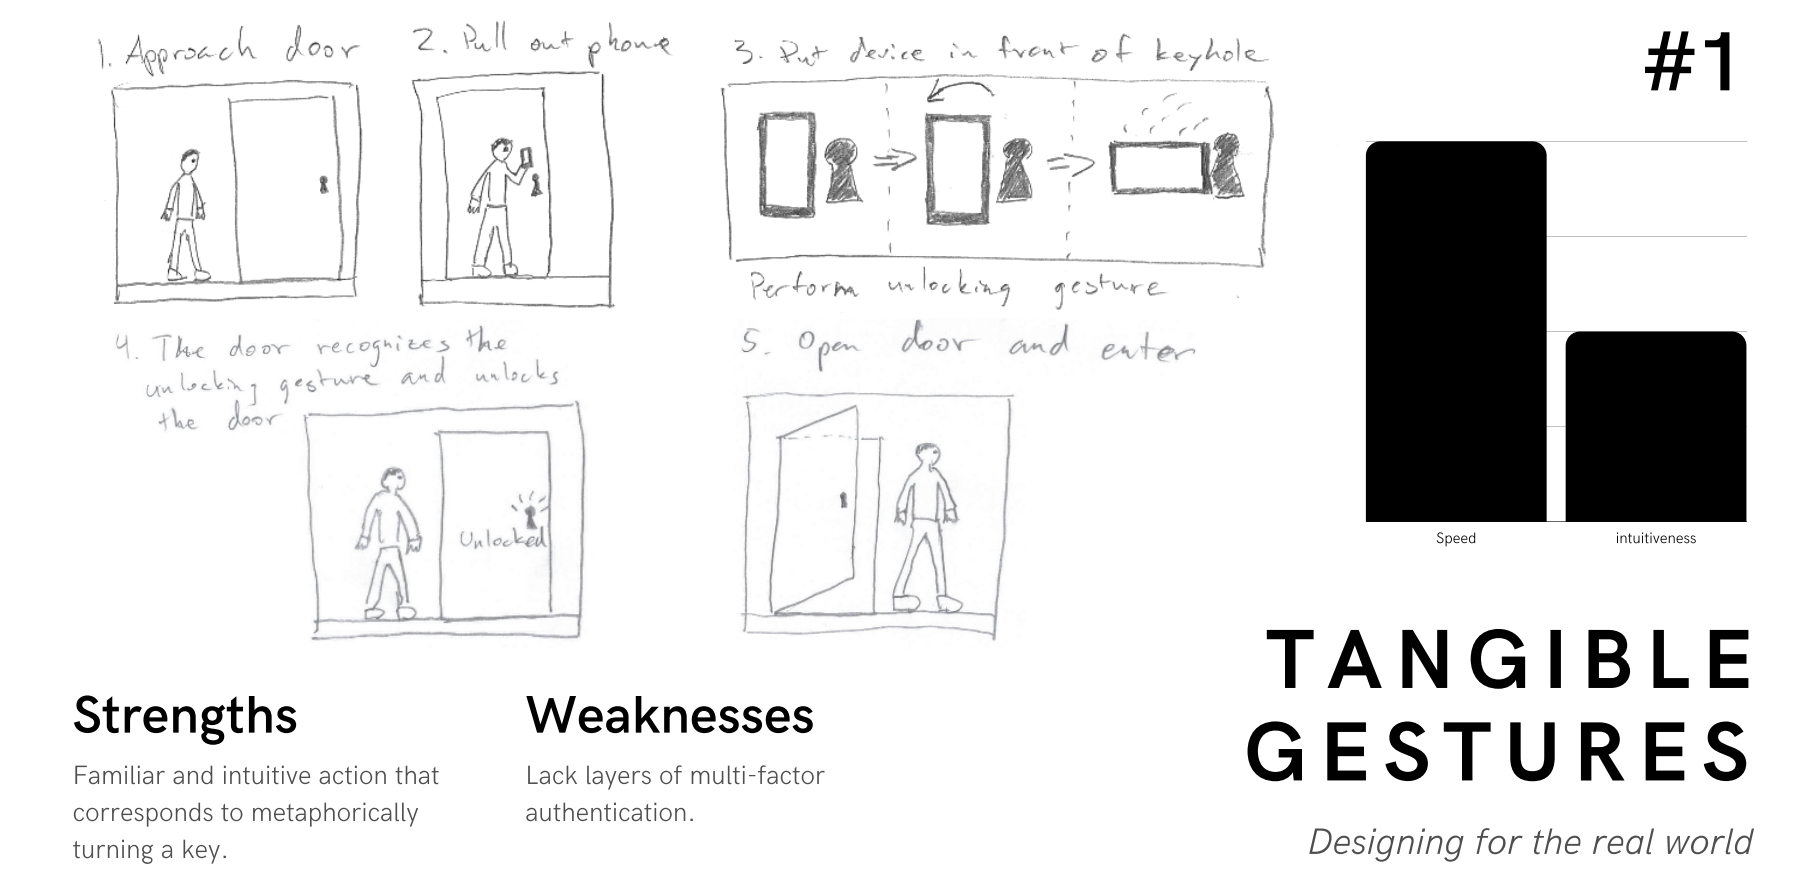 1. Approach door
2. Pull out phone
3. Put device in front of keyhole
Perform unlocking gesture
4. The door recognizes the
unlocking gesture and unlocks
the door
Unlocked
5. Open door and enter
#1
Speed
intuitiveness
Strengths
Familiar and intuitive action that
corresponds to metaphorically
turning a key.
Weaknesses
Lack layers of multi-factor
authentication.
TANGIBLE
GESTURES
Designing for the real world